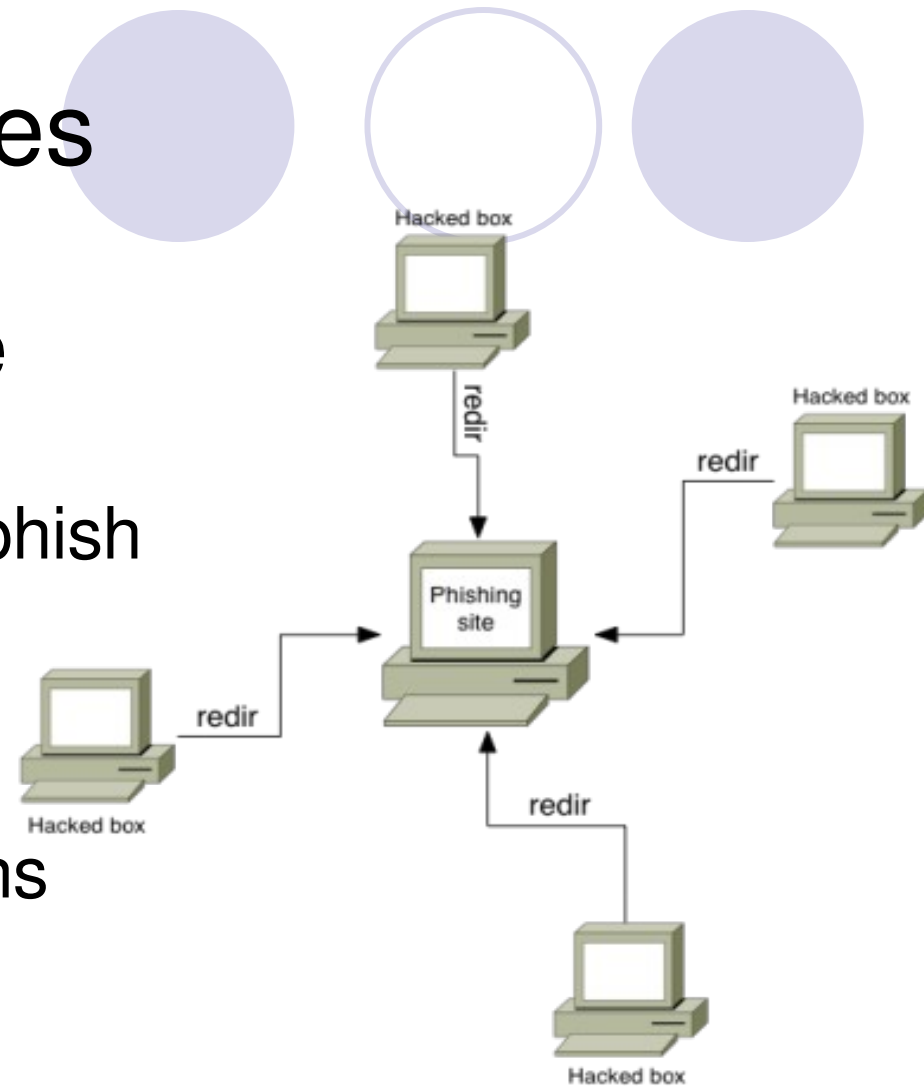 es
Hacked box
e
redir
Hacked box
redir
phish
Phishing
site
redir
Hacked box
redir
ns
Hacked box